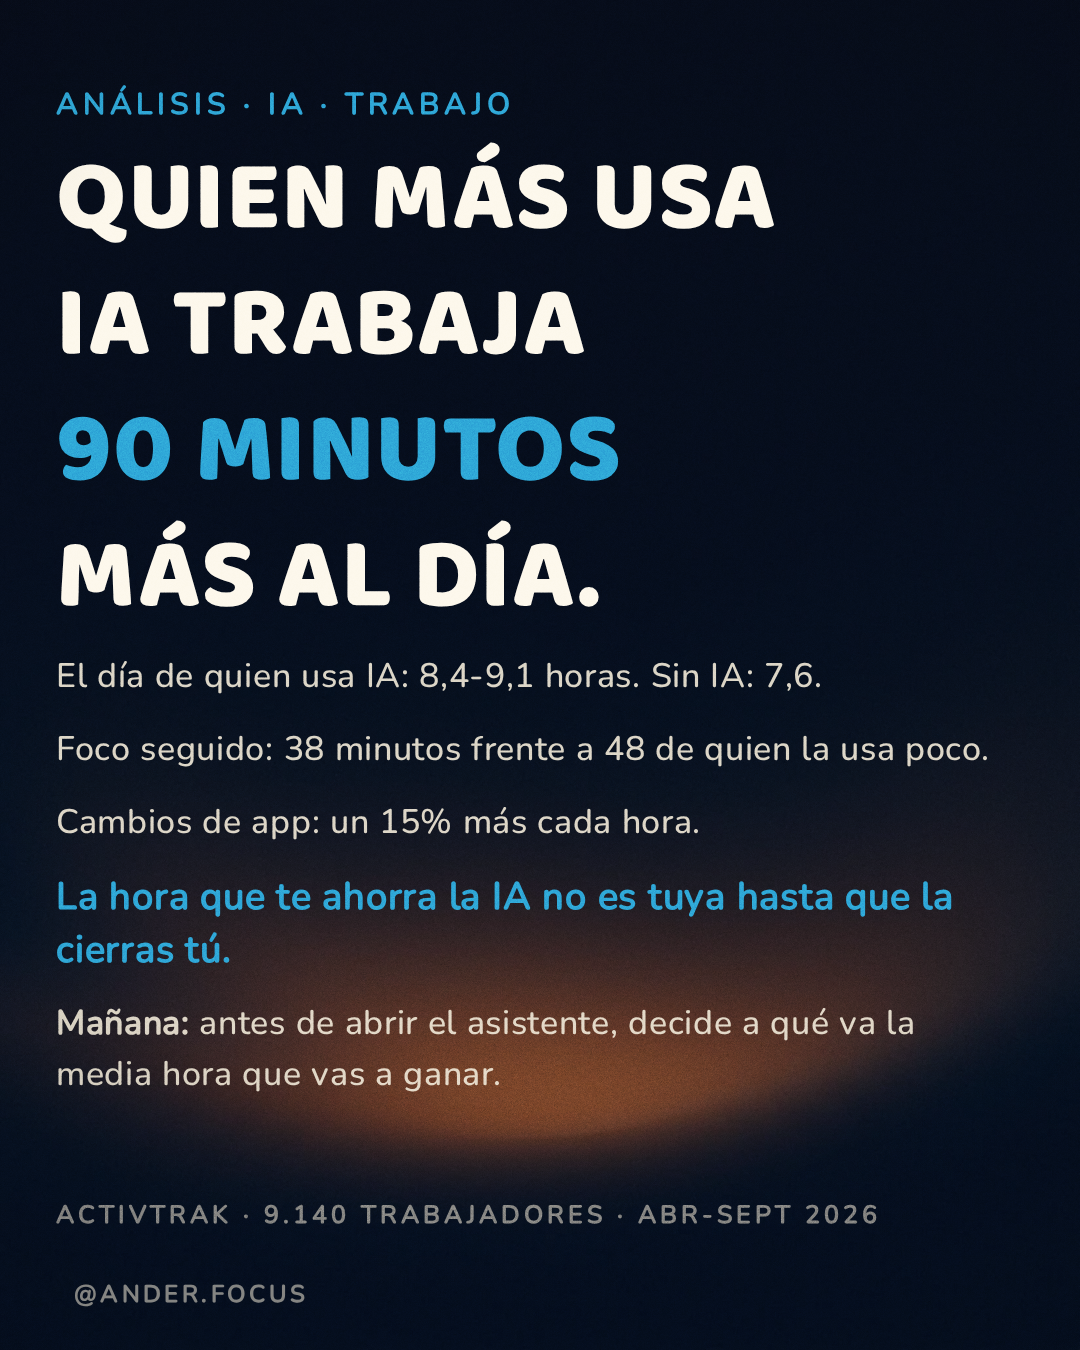 ANÁLISIS · IA · TRABAJO
QUIEN MÁS USA
IA TRABAJA
90 MINUTOS
MÁS AL DÍA.
El día de quien usa IA: 8,4-9,1 horas. Sin IA: 7,6.
Foco seguido: 38 minutos frente a 48 de quien la usa poco.
Cambios de app: un 15% más cada hora.
La hora que te ahorra la IA no es tuya hasta que la
cierras tú.
Mañana: antes de abrir el asistente, decide a qué va la
media hora que vas a ganar.
ACTIVTRAK · 9.140 TRABAJADORES · ABR-SEPT 2026
@ANDER.FOCUS